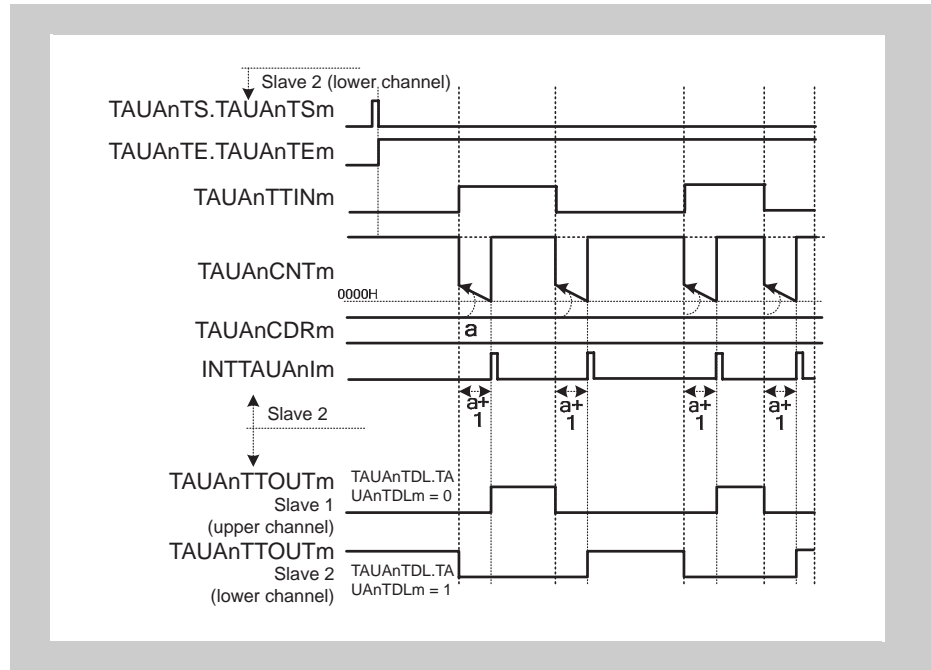 Slave 2 (lower channel)
TAUAnTS.TAUAnTSm
TAUAnTE.TAUAnTEm
TAUAnTTINm
TAUAnCNTm
0000H
TAUAnCDRm
a
INTTAUAnIm
a+ a+ a+ a+
1 1 1 1
Slave 2
TAUAnTTOUTm
Slave 1
(upper channel)
TAUAnTDL.TA
UAnTDLm = 0
TAUAnTTOUTm
Slave 2
(lower channel)
TAUAnTDL.TA
UAnTDLm = 1